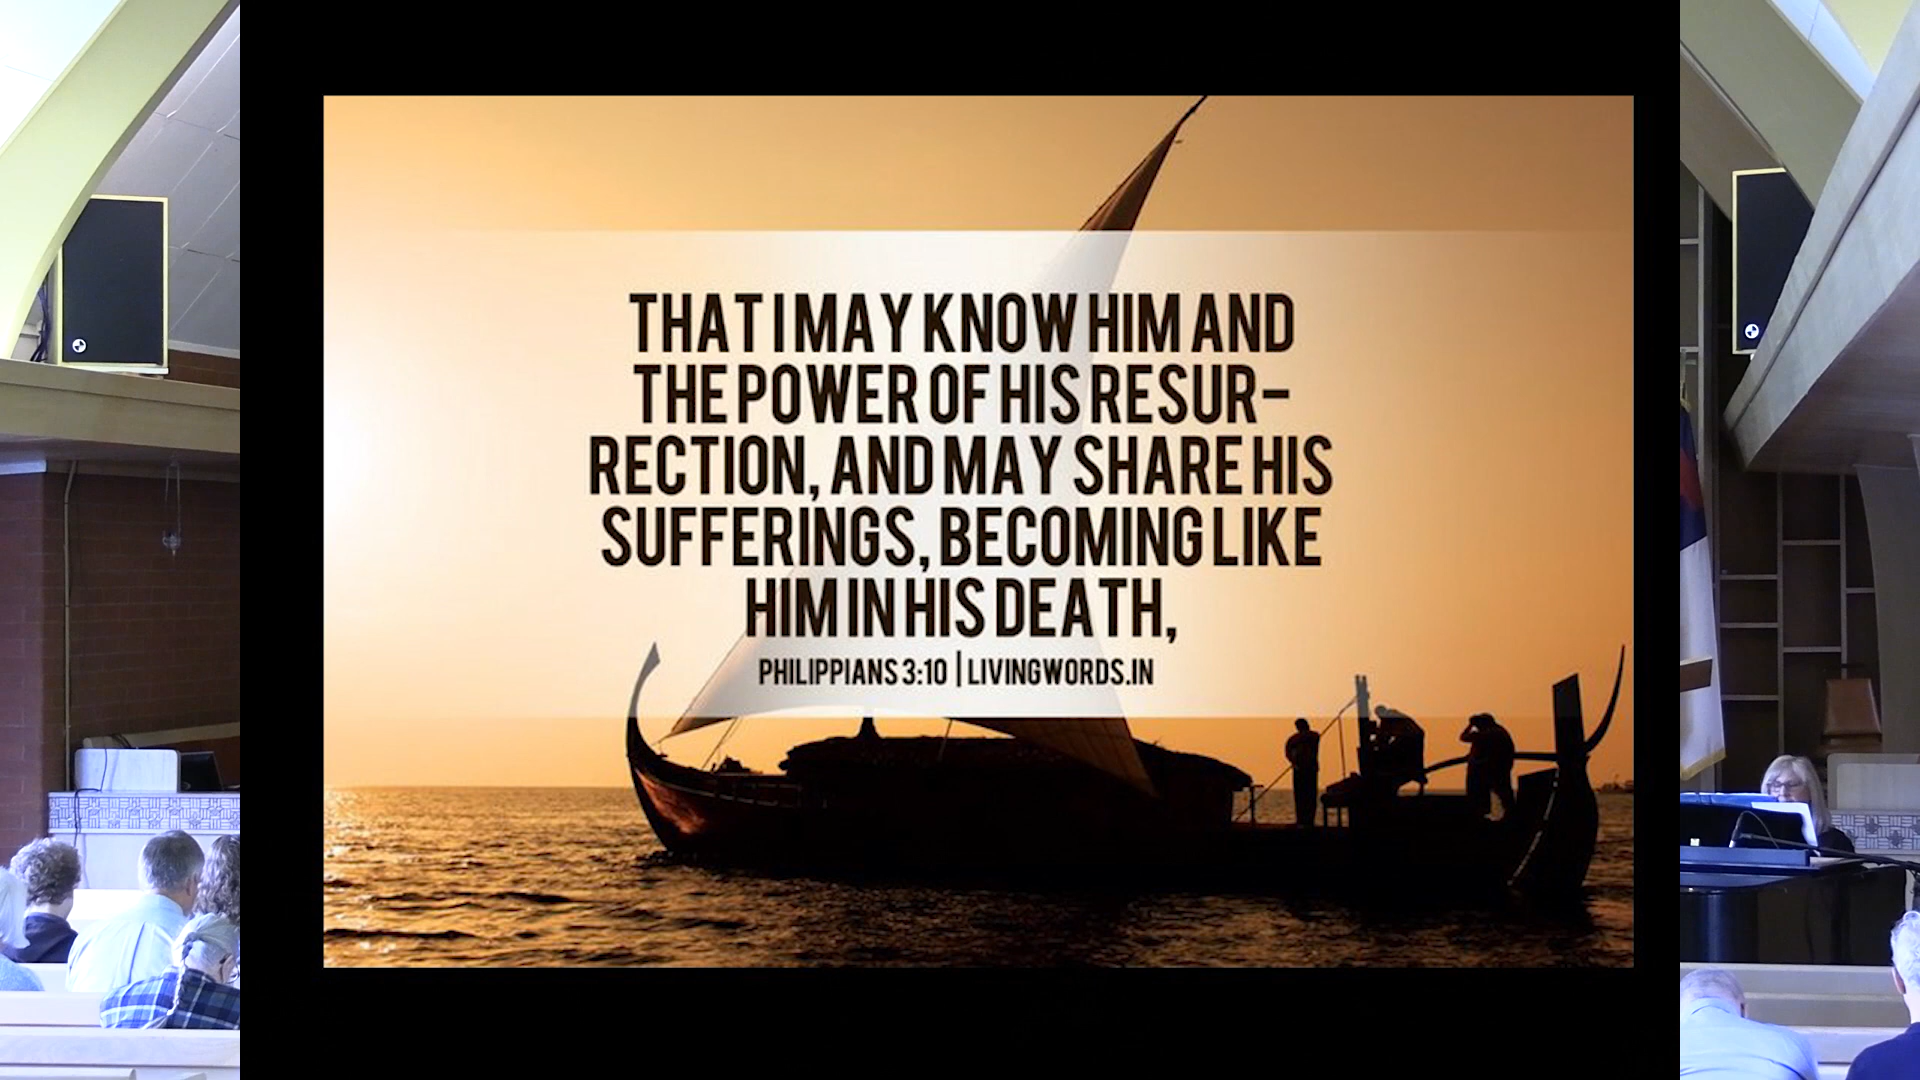 THAT I MAY KNOW HIM AND
THE POWER OF HIS RESUR-
RECTION, AND MAY SHARE HIS
SUFFERINGS, BECOMING LIKE
HIM IN HIS DEATH,
PHILIPPIANS 3:10 | LIVINGWORDS.IN